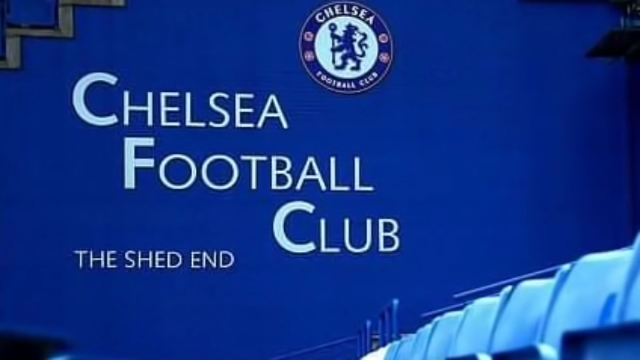 CHELSEA
FOOTBALL CLUB
CHELSEA
FOOTBALL
CLUB
THE SHED END